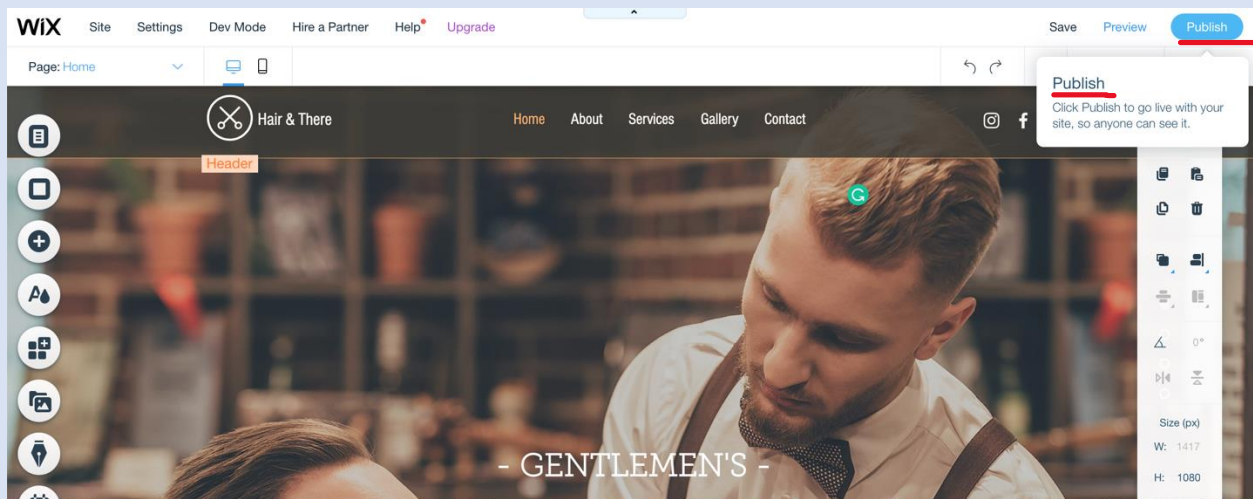 WiX Site Settings Dev Mode Hire a Partner Help Upgrade Save Preview Publish
Page: Home
Publish
Click Publish to go live with your
site, so anyone can see it.
Hair & There Home About Services Gallery Contact
Header
0°
Size (px)
W: 1417
H: 1080
- GENTLEMEN'S -